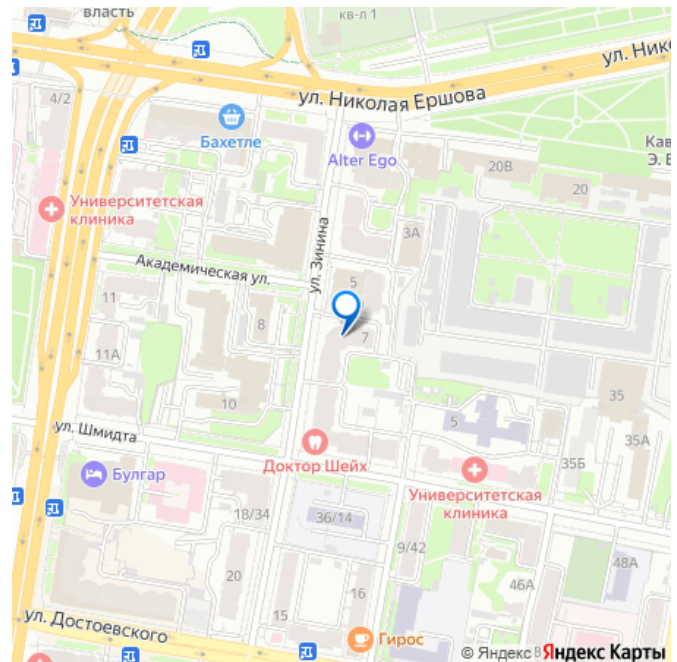 власть
кв-л 1
ул. Нико
4/2
ул. Николая Ершова
Бахетле
Alter Ego
Кав
Э. Б
20В
20
Университетская
клиника
3А
ул. Зинина
Академическая ул.
5
11
8
7
11А
10
35
5
ул. Шмидта
35А
Доктор Шейх
35Б
Булгар
Университетская
клиника
18/34
36/14
9/42
48А
20
46А
15
16
ул. Достоевского
Гирос
© Яндекс
В
Яндекс Карты